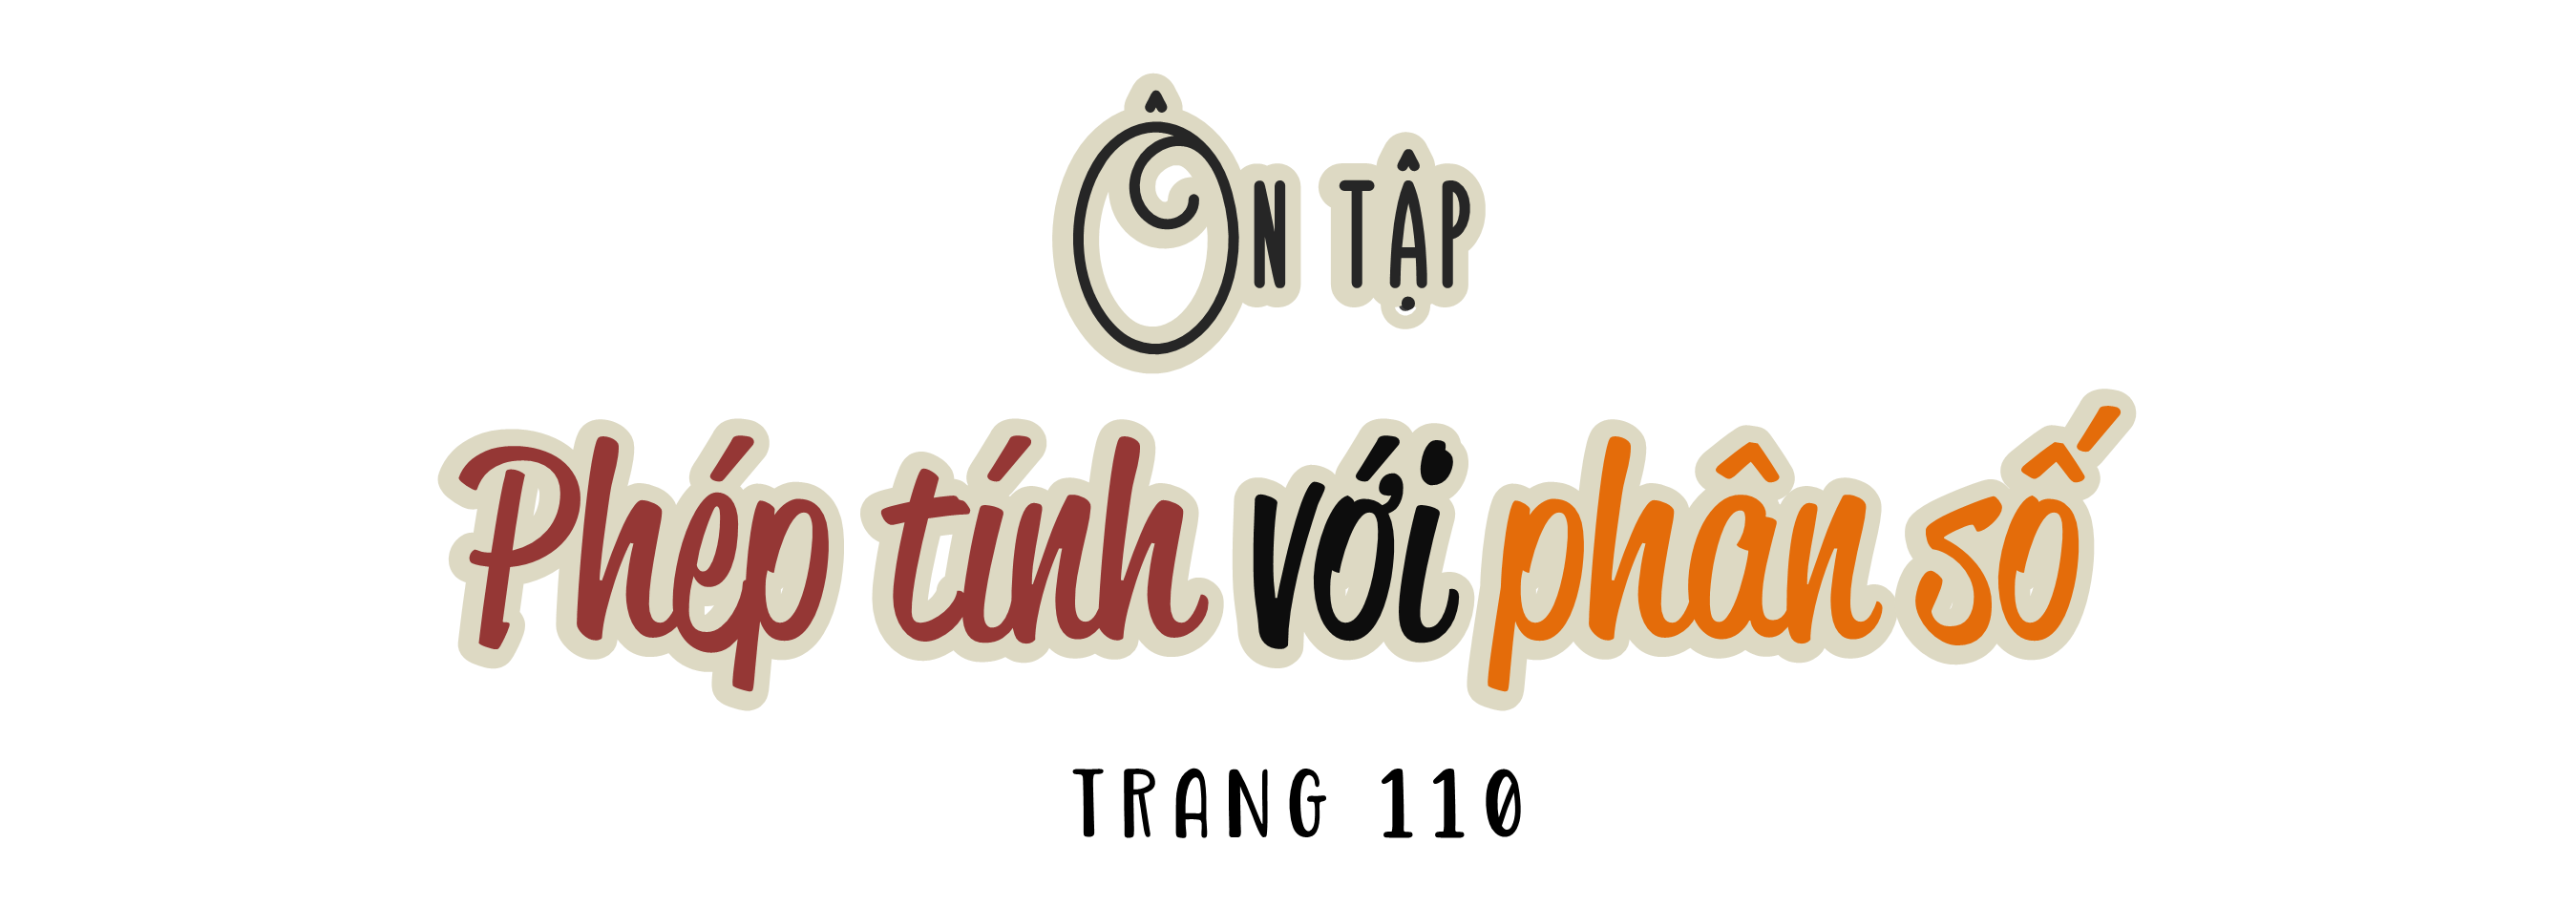 ÔN TẬP
Phép tính với phân số
TRANG 110